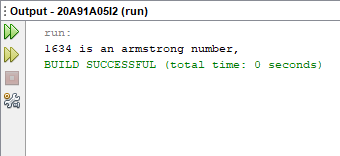 Output - 20A91A05I2 (run)
run:
1634 is an armstrong number,
BUILD SUCCESSFUL (total time: 0 seconds)